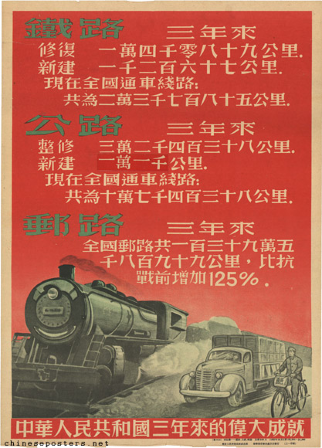 鐵路 三年來
修復 一萬四千零八十九公里.
新建 一千二百六十七公里.
現在全國通車綫路:
共為二萬三千七百八十五公里.
公路 三年來
整修 三萬二千四百三十八公里.
新建 一萬一千公里.
現在全國通車綫路:
共為十萬七千四百三十八公里.
郵路 三年來
全國郵路共一百三十九萬五
千八百九十九公里，比抗
戰前增加125%.
中華人民共和國三年來的偉大成就
chineseposters.net